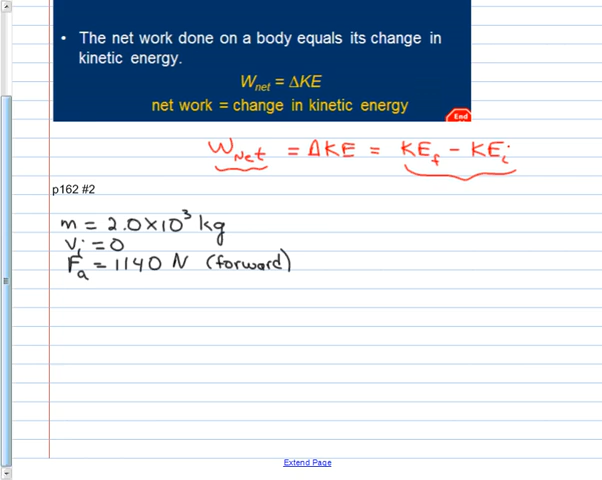 • The net work done on a body equals its change in
kinetic energy.
Wnet = ΔKE
net work = change in kinetic energy
End
WNet = ΔKE = KEf - KEi
p162 #2
m = 2.0×10³ kg
Vi = 0
Fa = 1140 N (forward)
Extend Page